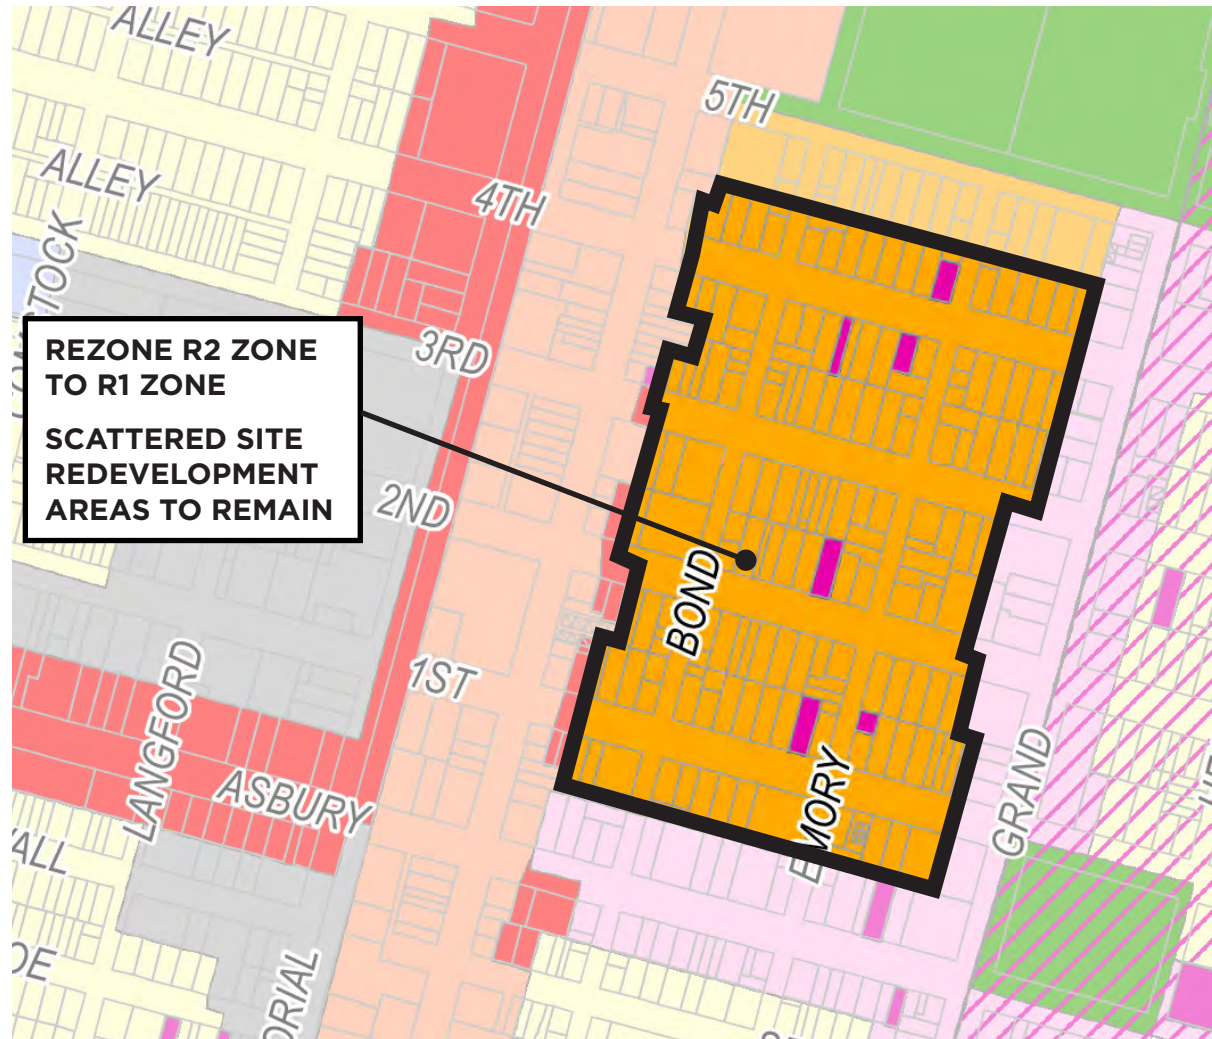 ALLEY
5TH
ALLEY
4TH
3RD
REZONE R2 ZONE
TO R1 ZONE
SCATTERED SITE
REDEVELOPMENT
AREAS TO REMAIN
2ND
BOND
1ST
LANGFORD
GRAND
ASBURY
EMORY